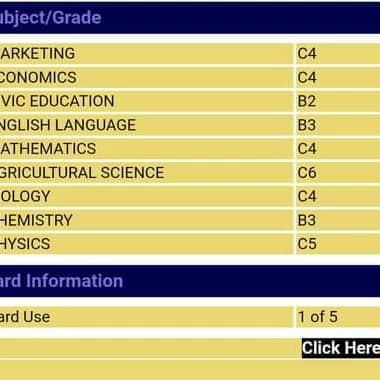 ubject/Grade
ARKETING C4
CONOMICS C4
VIC EDUCATION B2
NGLISH LANGUAGE B3
ATHEMATICS C4
GRICULTURAL SCIENCE C6
OLOGY C4
HEMISTRY B3
HYSICS C5
ard Information
ard Use 1 of 5
Click Here